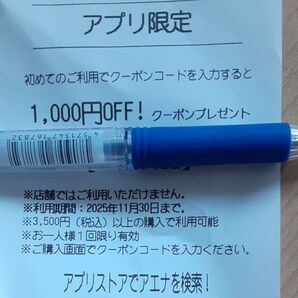 アプリ限定
初めてのご利用でクーポンコードを入力すると
1,000円OFF! クーポンプレゼント
4571347167832
※店舗ではご利用いただけません。
※利用期間：2025年11月30日まで。
※3,500円（税込）以上の購入で利用可能
※お一人様1回限り有効
※ご購入画面でクーポンコードを入力ください。
アプリストアでアエナを検索!